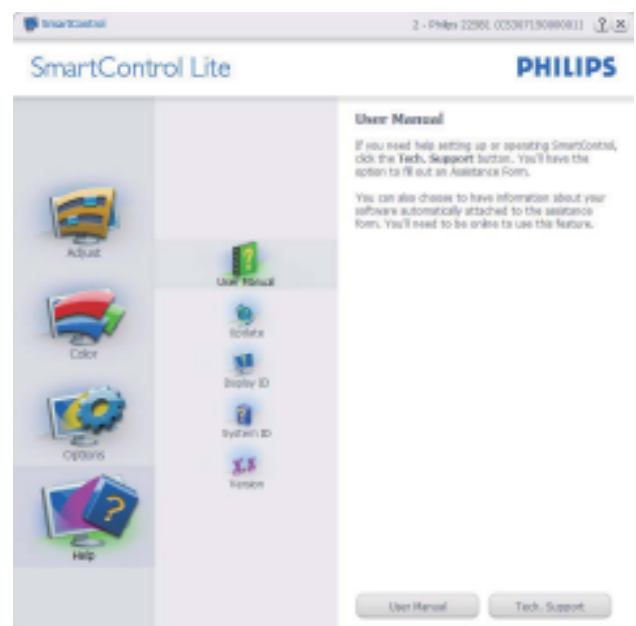 SmartControl
2 - Philips 229B1
SmartControl Lite
PHILIPS
Adjust
Color
Options
Help
User Manual
Update
Display ID
System ID
Version
User Manual
If you need help setting up or operating SmartControl,
click the Tech. Support button. You'll have the
option to fill out an Assistance Form.
You can also choose to have information about your
software automatically attached to the assistance
form. You'll need to be online to use this feature.
User Manual
Tech. Support